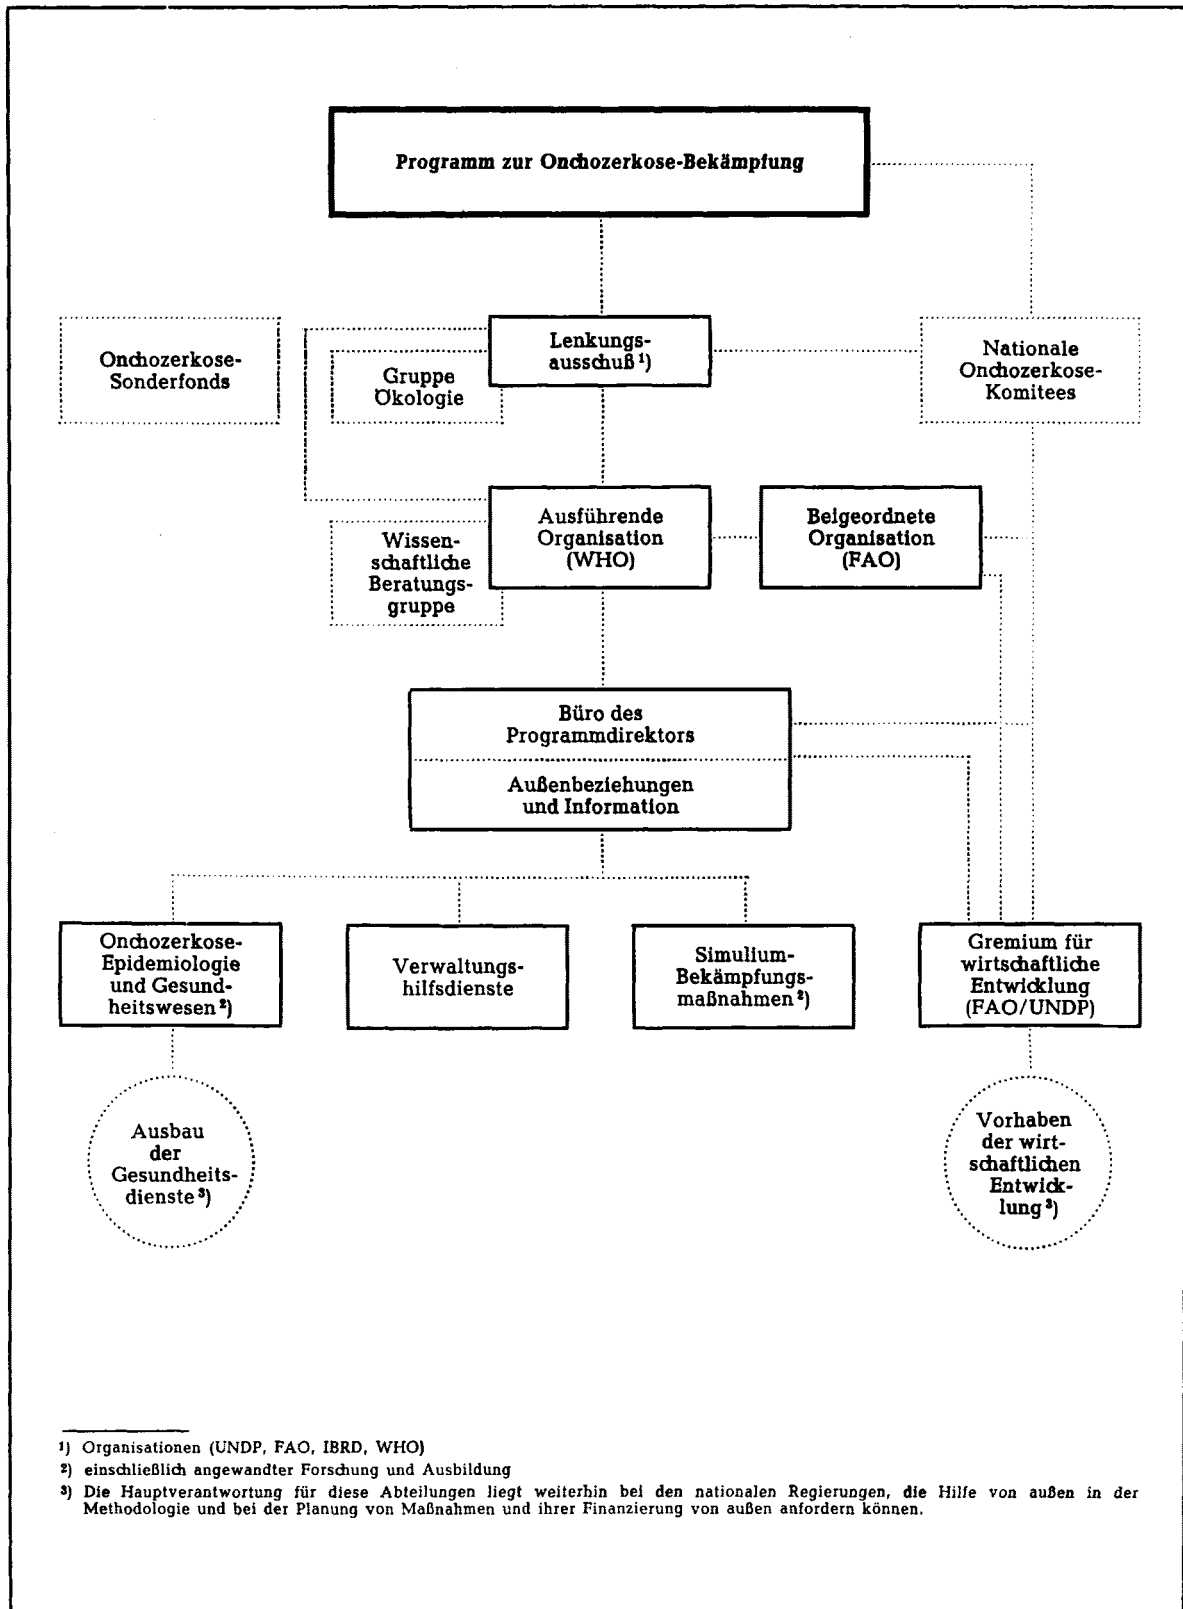 Programm zur Onchozerkose-Bekämpfung
Onchozerkose-
Sonderfonds
Gruppe
Ökologie
Lenkungs-
ausschuß ¹)
Nationale
Onchozerkose-
Komitees
Wissen-
schaftliche
Beratungs-
gruppe
Ausführende
Organisation
(WHO)
Beigeordnete
Organisation
(FAO)
Büro des
Programmdirektors
Außenbeziehungen
und Information
Onchozerkose-
Epidemiologie
und Gesund-
heitswesen ²)
Verwaltungs-
hilfsdienste
Simulium-
Bekämpfungs-
maßnahmen ²)
Gremium für
wirtschaftliche
Entwicklung
(FAO/UNDP)
Ausbau
der
Gesundheits-
dienste ³)
Vorhaben
der wirt-
schaftlichen
Entwick-
lung ³)
¹) Organisationen (UNDP, FAO, IBRD, WHO)
²) einschließlich angewandter Forschung und Ausbildung
³) Die Hauptverantwortung für diese Abteilungen liegt weiterhin bei den nationalen Regierungen, die Hilfe von außen in der
Methodologie und bei der Planung von Maßnahmen und ihrer Finanzierung von außen anfordern können.